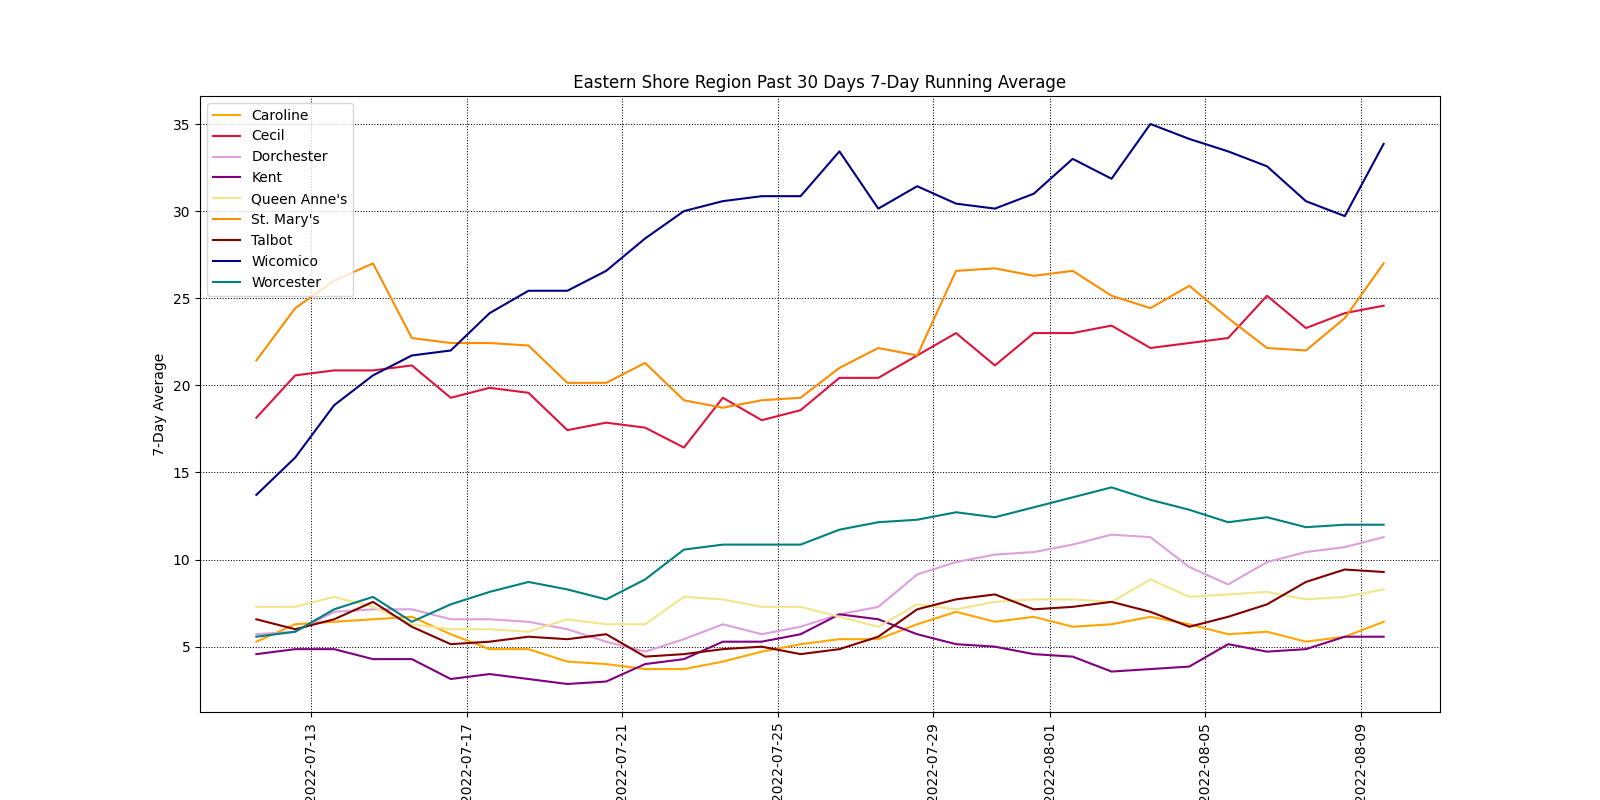 Eastern Shore Region Past 30 Days 7-Day Running Average
Caroline
Cecil
Dorchester
Kent
Queen Anne's
St. Mary's
Talbot
Wicomico
Worcester
7-Day Average
35
30
25
20
15
10
5
2022-07-13
2022-07-17
2022-07-21
2022-07-25
2022-07-29
2022-08-01
2022-08-05
2022-08-09